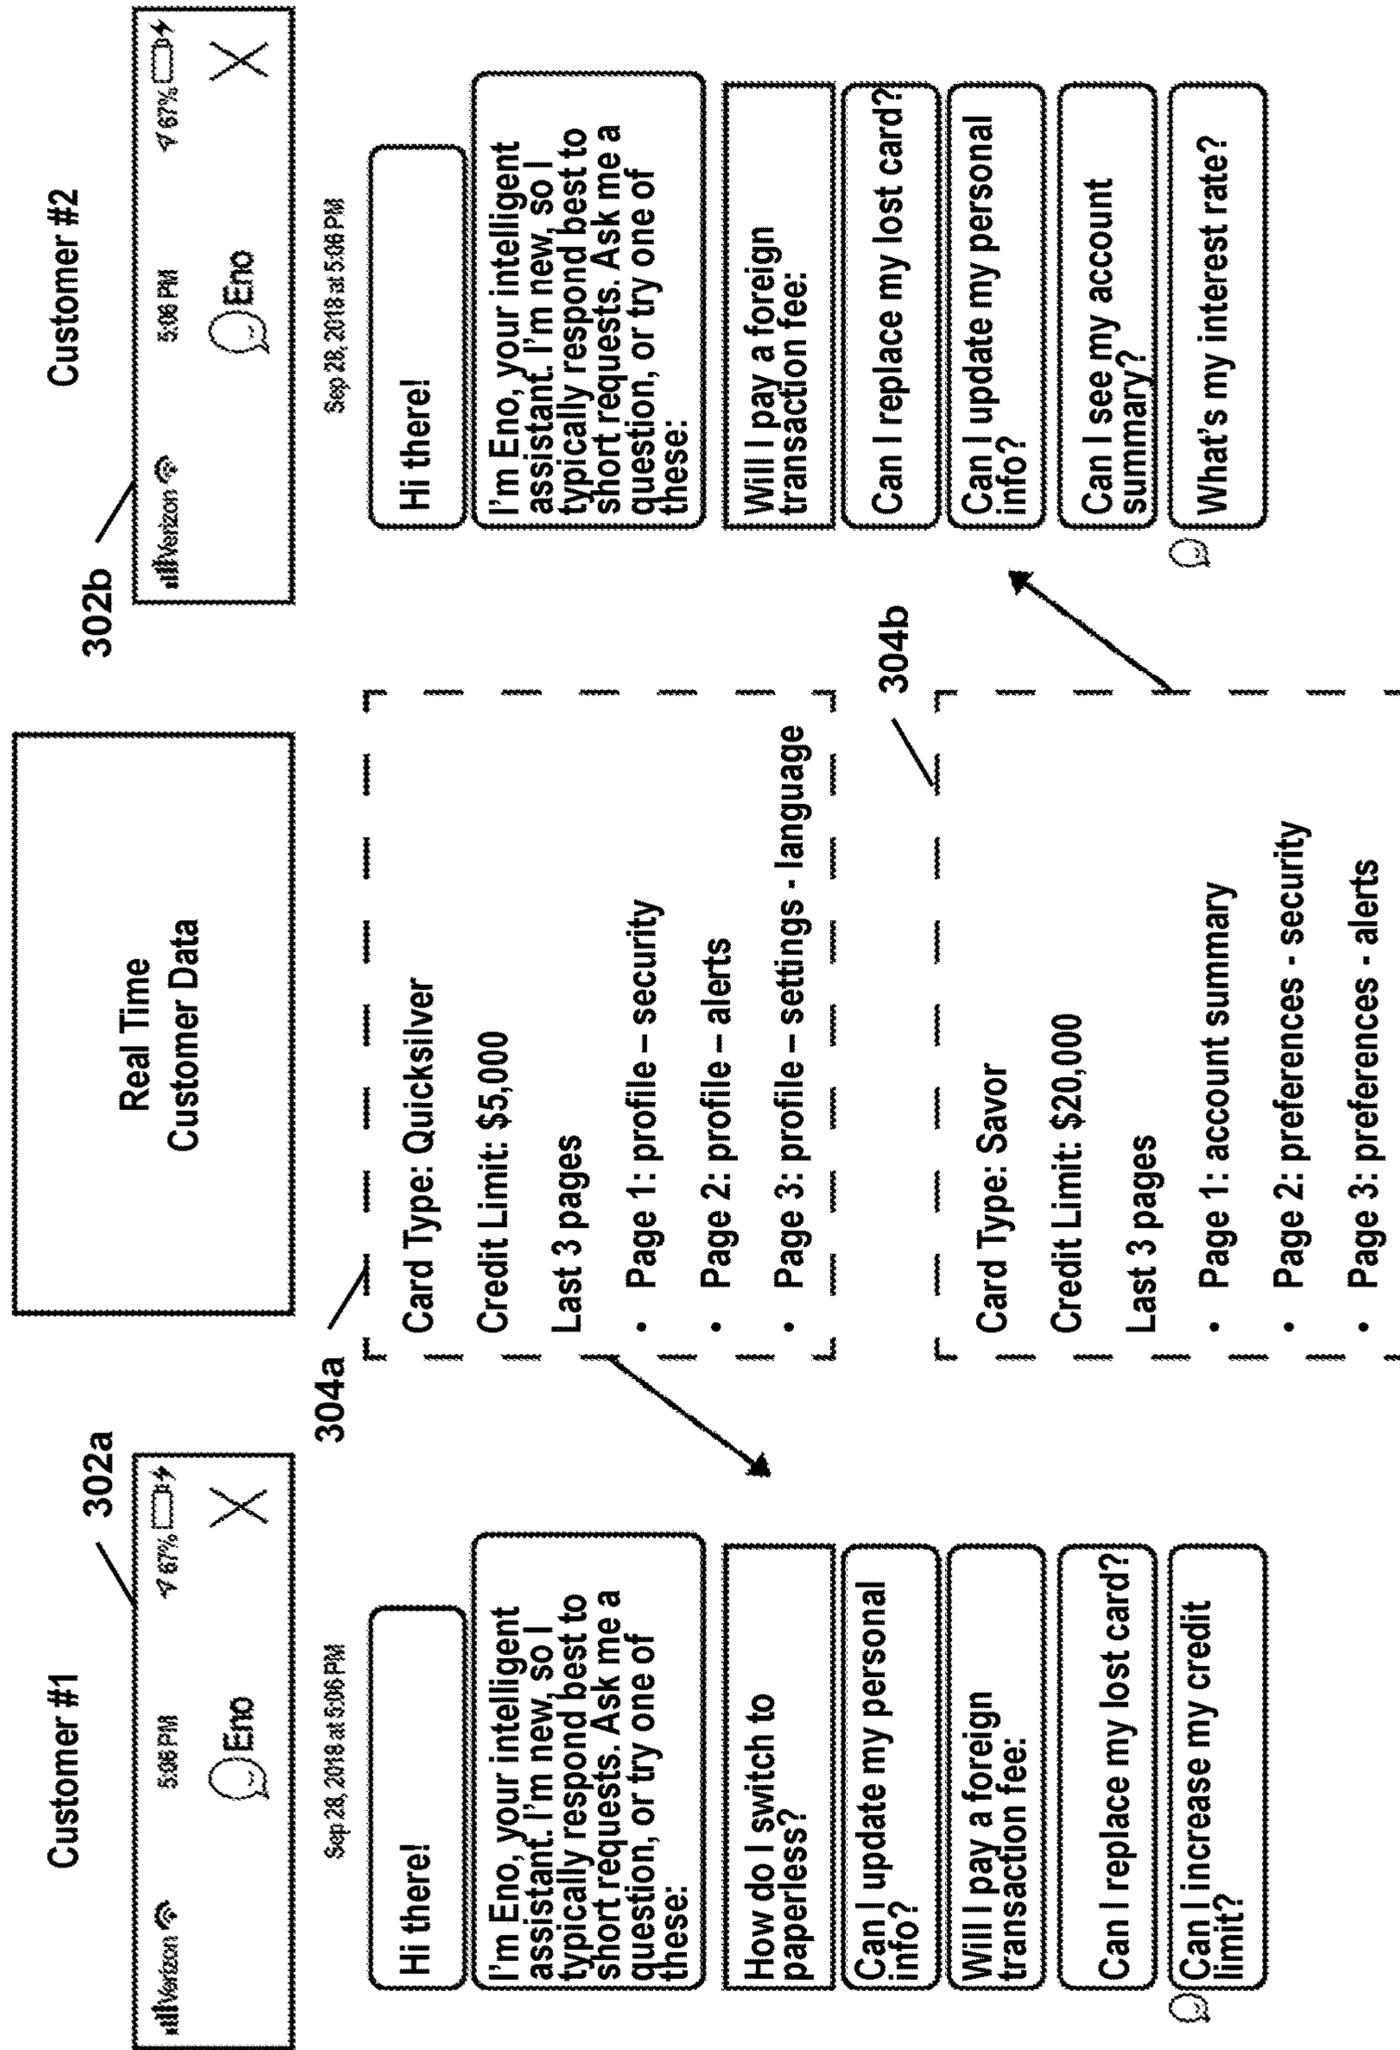 Customer #1
302a
Verizon
5:06 PM
67%
Eno
Sep 28, 2018 at 5:06 PM
Hi there!
I'm Eno, your intelligent
assistant. I'm new, so I
typically respond best to
short requests. Ask me a
question, or try one of
these:
How do I switch to
paperless?
Can I update my personal
info?
Will I pay a foreign
transaction fee:
Can I replace my lost card?
Can I increase my credit
limit?
Real Time
Customer Data
304a
Card Type: Quicksilver
Credit Limit: $5,000
Last 3 pages
• Page 1: profile – security
• Page 2: profile – alerts
• Page 3: profile – settings - language
304b
Card Type: Savor
Credit Limit: $20,000
Last 3 pages
• Page 1: account summary
• Page 2: preferences - security
• Page 3: preferences - alerts
Customer #2
302b
Verizon
5:06 PM
67%
Eno
Sep 28, 2018 at 5:06 PM
Hi there!
I'm Eno, your intelligent
assistant. I'm new, so I
typically respond best to
short requests. Ask me a
question, or try one of
these:
Will I pay a foreign
transaction fee:
Can I replace my lost card?
Can I update my personal
info?
Can I see my account
summary?
What's my interest rate?